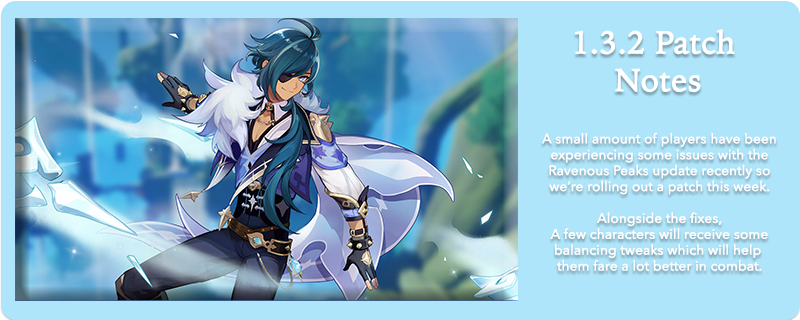 1.3.2 Patch
Notes
A small amount of players have been
experiencing some issues with the
Ravenous Peaks update recently so
we're rolling out a patch this week.
Alongside the fixes,
A few characters will receive some
balancing tweaks which will help
them fare a lot better in combat.